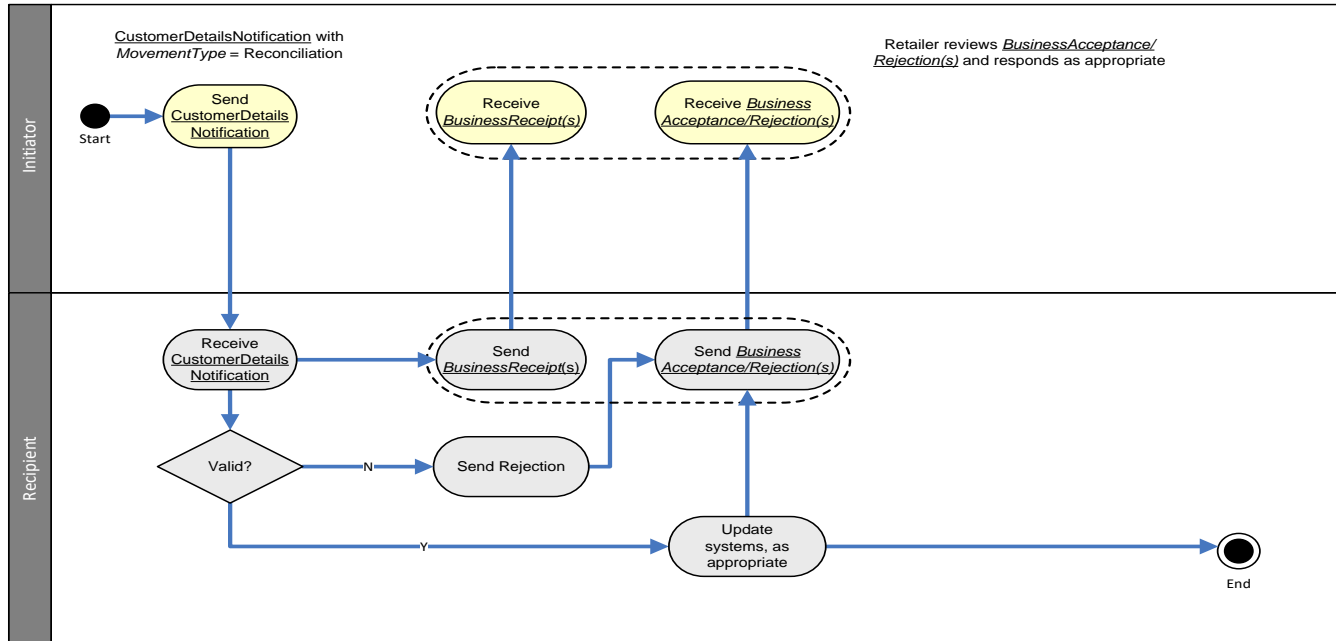 Initiator
CustomerDetailsNotification with
MovementType = Reconciliation
Retailer reviews BusinessAcceptance/
Rejection(s) and responds as appropriate
Start
Send
CustomerDetails
Notification
Receive
BusinessReceipt(s)
Receive Business
Acceptance/Rejection(s)
Recipient
Receive
CustomerDetails
Notification
Send
BusinessReceipt(s)
Send Business
Acceptance/Rejection(s)
Valid?
N
Send Rejection
Y
Update
systems, as
appropriate
End